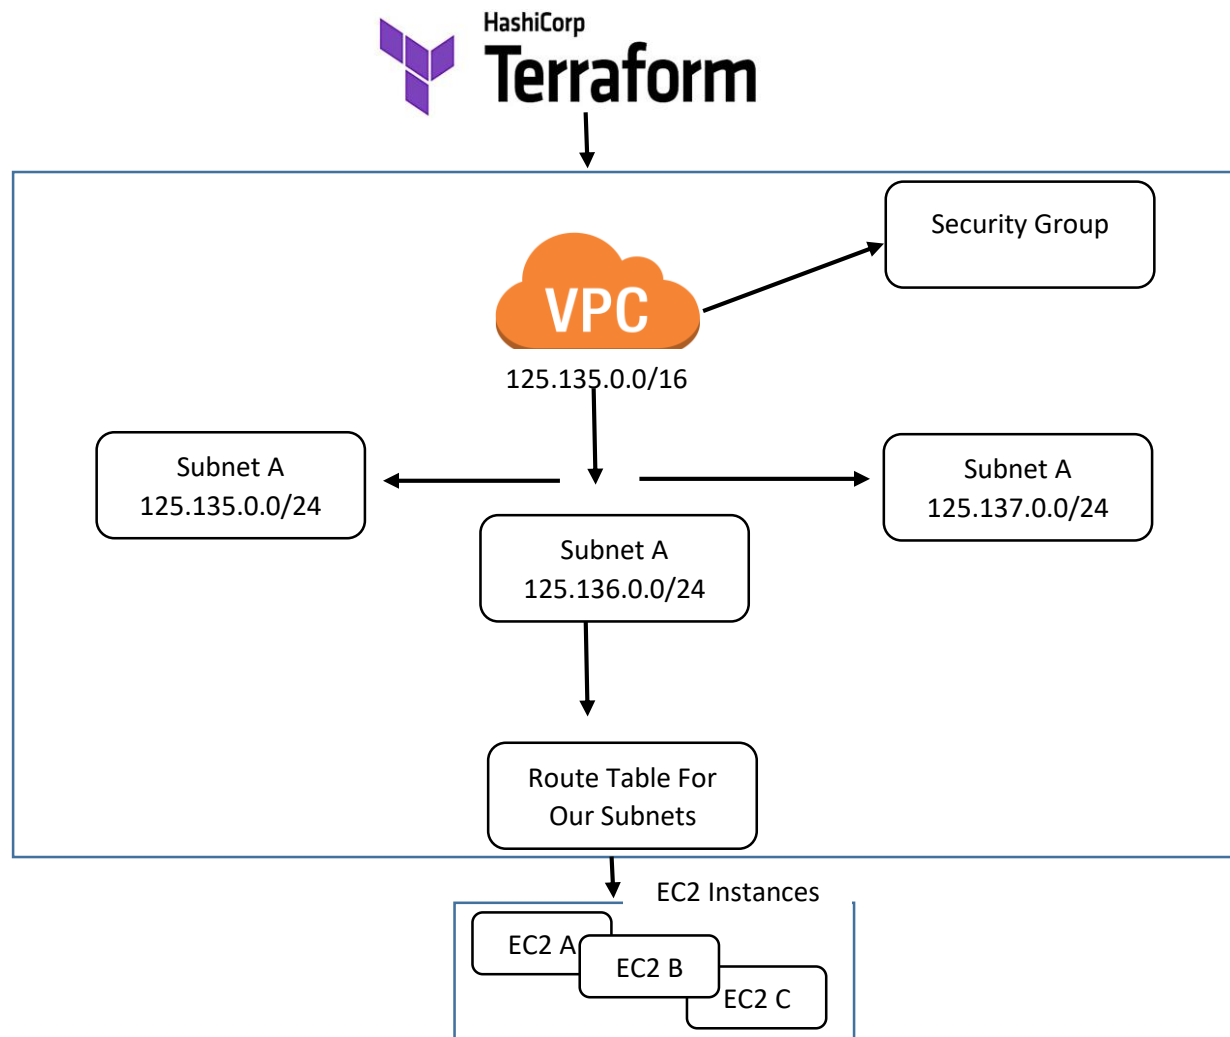 HashiCorp
Terraform
Security Group
VPC
125.135.0.0/16
Subnet A
125.135.0.0/24
Subnet A
125.137.0.0/24
Subnet A
125.136.0.0/24
Route Table For
Our Subnets
EC2 Instances
EC2 A
EC2 B
EC2 C